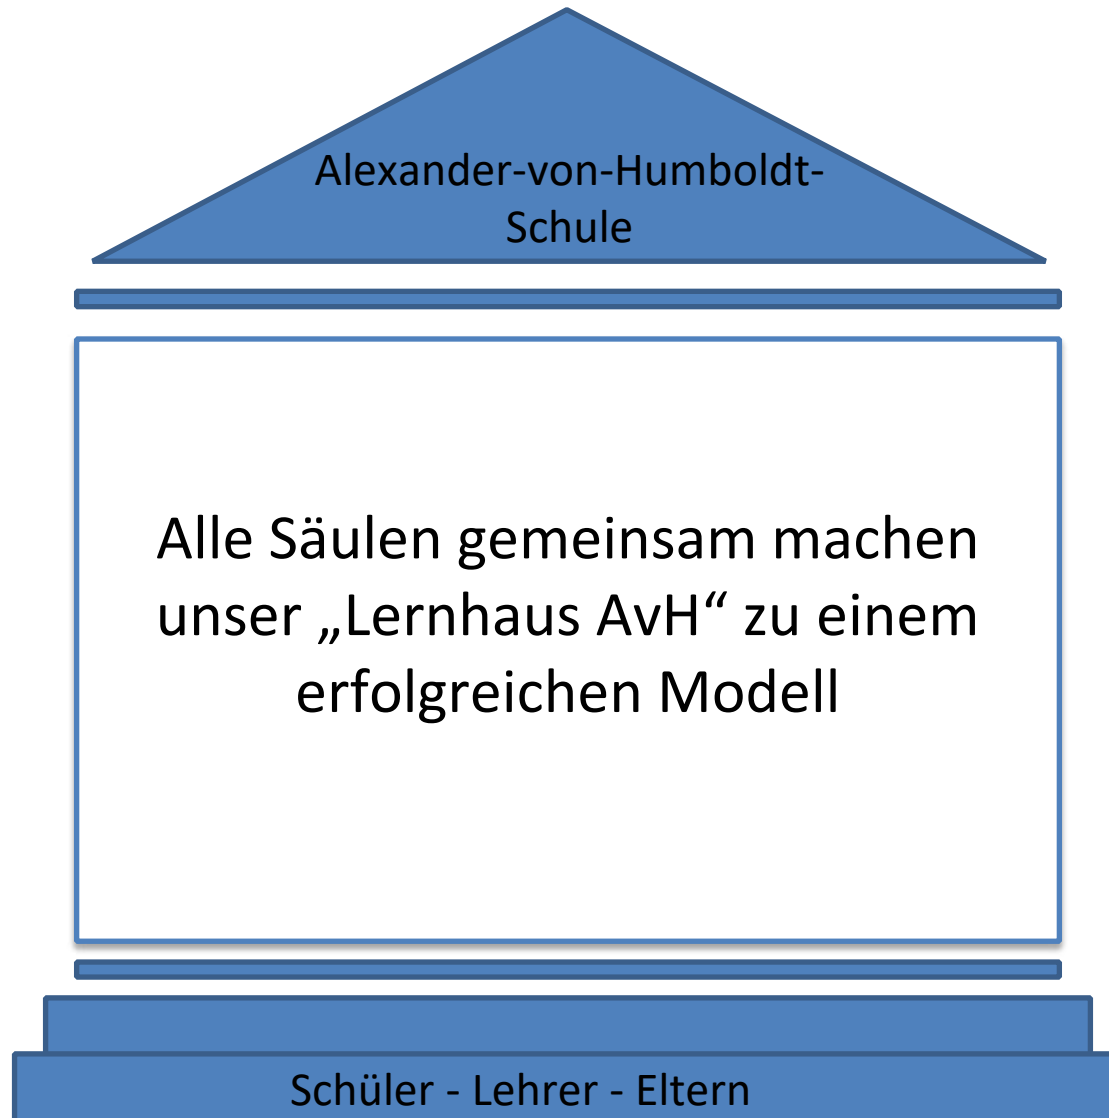 Alexander-von-Humboldt-
Schule
Alle Säulen gemeinsam machen
unser „Lernhaus AvH“ zu einem
erfolgreichen Modell
Schüler - Lehrer - Eltern